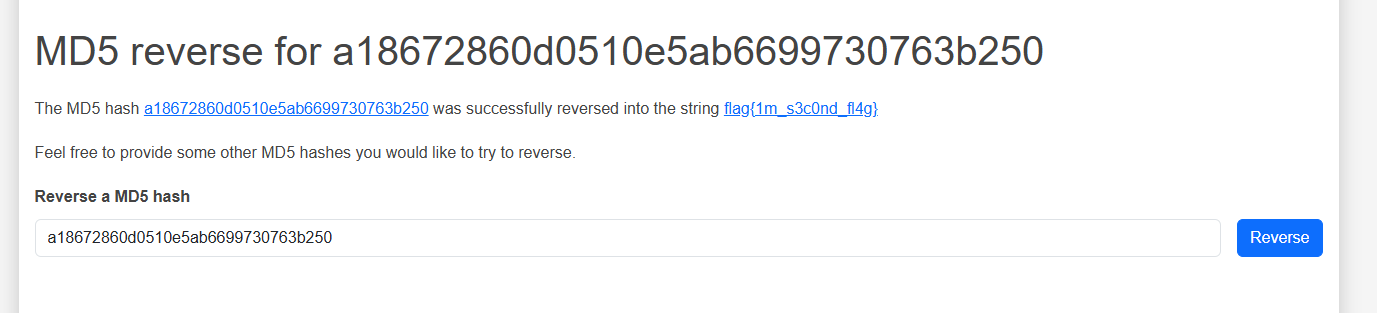 MD5 reverse for a18672860d0510e5ab6699730763b250
The MD5 hash a18672860d0510e5ab6699730763b250 was successfully reversed into the string flag{1m_s3c0nd_fl4g}
Feel free to provide some other MD5 hashes you would like to try to reverse.
Reverse a MD5 hash
a18672860d0510e5ab6699730763b250
Reverse